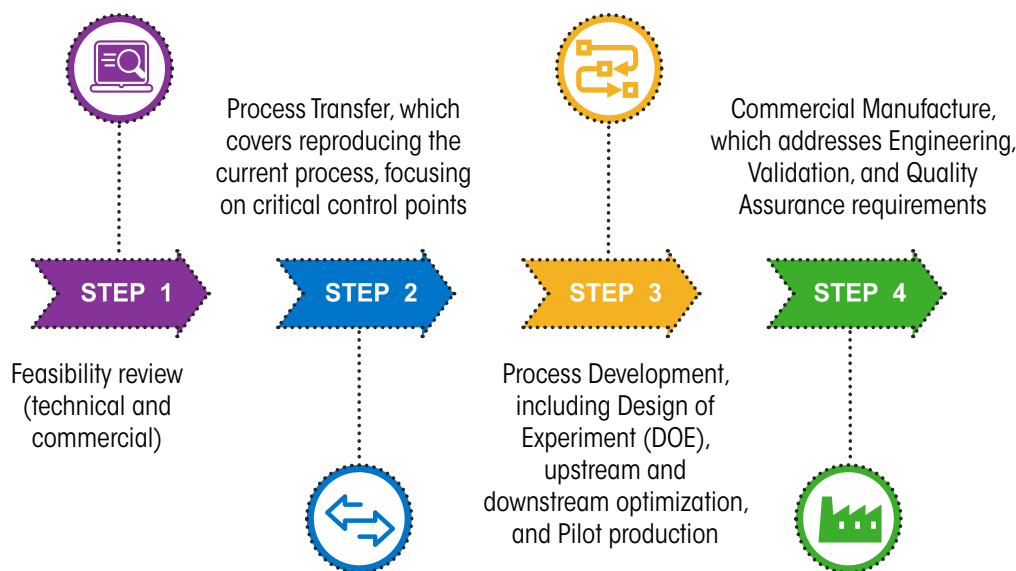 STEP 1
Feasibility review
(technical and
commercial)
Process Transfer, which
covers reproducing the
current process, focusing
on critical control points
STEP 2
STEP 3
Process Development,
including Design of
Experiment (DOE),
upstream and
downstream optimization,
and Pilot production
Commercial Manufacture,
which addresses Engineering,
Validation, and Quality
Assurance requirements
STEP 4